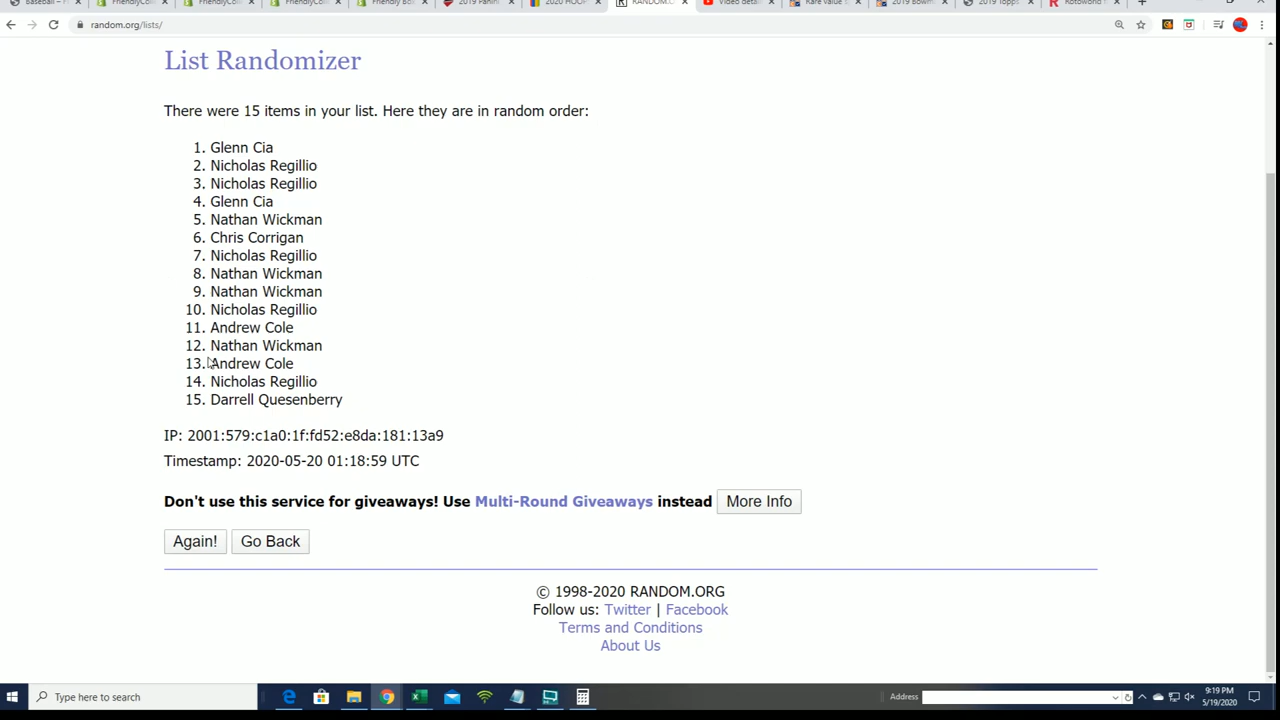 random.org/lists/
List Randomizer
There were 15 items in your list. Here they are in random order:
1. Glenn Cia
2. Nicholas Regillio
3. Nicholas Regillio
4. Glenn Cia
5. Nathan Wickman
6. Chris Corrigan
7. Nicholas Regillio
8. Nathan Wickman
9. Nathan Wickman
10. Nicholas Regillio
11. Andrew Cole
12. Nathan Wickman
13. Andrew Cole
14. Nicholas Regillio
15. Darrell Quesenberry
IP: 2001:579:c1a0:1f:fd52:e8da:181:13a9
Timestamp: 2020-05-20 01:18:59 UTC
Don't use this service for giveaways! Use Multi-Round Giveaways instead More Info
Again! Go Back
© 1998-2020 RANDOM.ORG
Follow us: Twitter | Facebook
Terms and Conditions
About Us
Type here to search
Address
9:19 PM
5/19/2020